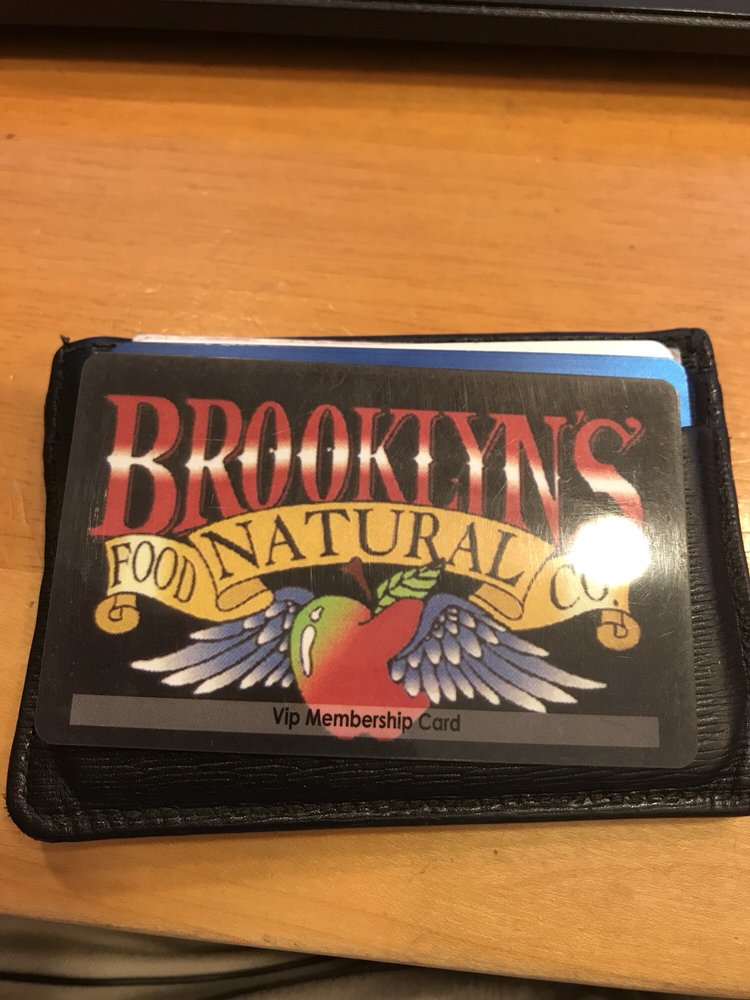 BROOKLYN'S
NATURAL
FOOD CO.
Vip Membership Card